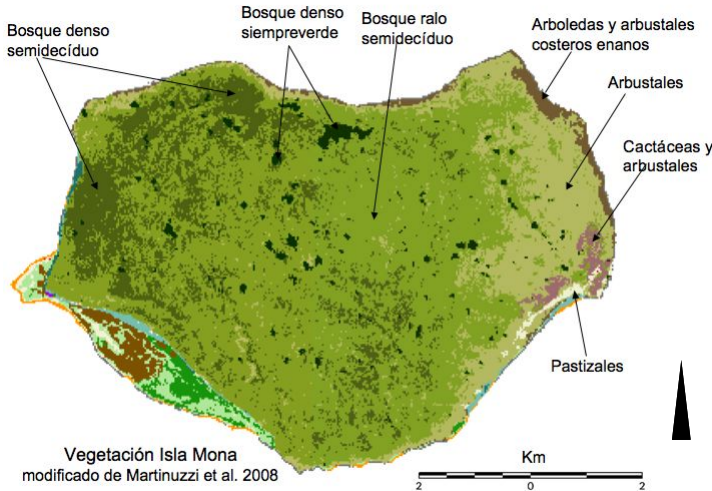 Bosque denso
semidecíduo
Bosque denso
siempreverde
Bosque ralo
semidecíduo
Arboledas y arbustales
costeros enanos
Arbustales
Cactáceas y
arbustales
Pastizales
Vegetación Isla Mona
modificado de Martinuzzi et al. 2008
Km
2 0 2